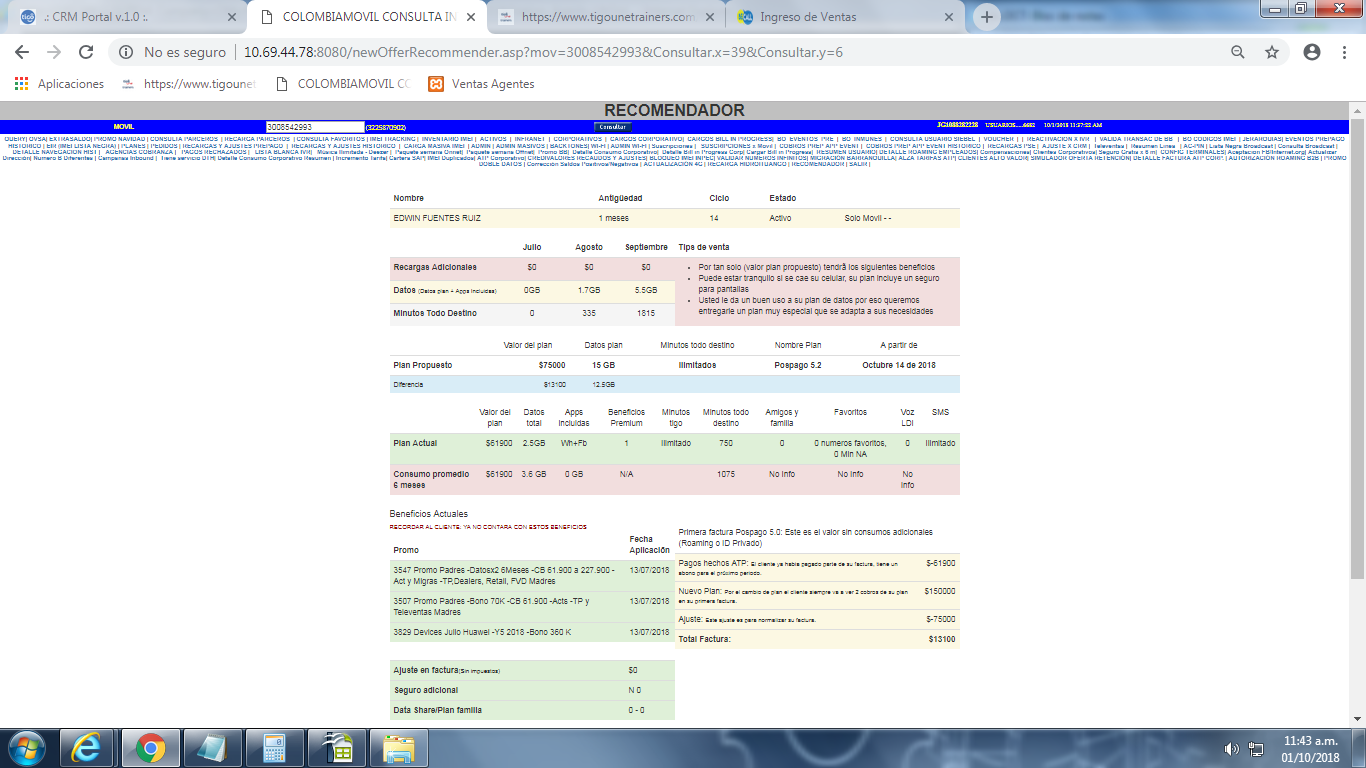 .: CRM Portal v.1.0 :.
COLOMBIAMOVIL CONSULTA IN
https://www.tigounetrainers.com
Ingreso de Ventas
No es seguro | 10.69.44.78:8080/newOfferRecommender.asp?mov=3008542993&Consultar.x=39&Consultar.y=6
Aplicaciones
https://www.tigounet
COLOMBIAMOVIL CO
Ventas Agentes
RECOMENDADOR
MOVIL 3008542993 (3225870902) Consultar JG1088282228 USUARIOS.....6682 10/1/2018 11:37:22 AM
Nombre Antigüedad Ciclo Estado
EDWIN FUENTES RUIZ 1 meses 14 Activo Solo Movil - -
Julio Agosto Septiembre Tips de venta
Recargas Adicionales $0 $0 $0
Datos (Datos plan + Apps incluidas) 0GB 1.7GB 5.5GB
Minutos Todo Destino 0 335 1815
Por tan solo (valor plan propuesto) tendrã los siguientes beneficios
Puede estar tranquilo si se cae su celular, su plan incluye un seguro
para pantallas
Usted le da un buen uso a su plan de datos por eso queremos
entregarle un plan muy especial que se adapta a sus necesidades
Valor del plan Datos plan Minutos todo destino Nombre Plan A partir de
Plan Propuesto $75000 15 GB Ilimitados Pospago 5.2 Octubre 14 de 2018
Diferencia $13100 12.5GB
Valor del plan Datos total Apps incluidas Beneficios Premium Minutos tigo Minutos todo destino Amigos y familia Favoritos Voz LDI SMS
Plan Actual $61900 2.5GB Wh+Fb 1 Ilimitado 750 0 0 numeros favoritos, 0 Min NA 0 Ilimitado
Consumo promedio 6 meses $61900 3.6 GB 0 GB N/A 1075 No Info No Info No Info
Beneficios Actuales
RECORDAR AL CLIENTE, YA NO CONTARA CON ESTOS BENEFICIOS
Promo Fecha Aplicación
3547 Promo Padres -Datosx2 6Meses -CB 61.900 a 227.900 - 13/07/2018
Act y Migras -TP,Dealers, Retail, FVD Madres
3507 Promo Padres -Bono 70K -CB 61.900 -Acts -TP y 13/07/2018
Televentas Madres
3829 Devices Julio Huawei -Y5 2018 -Bono 360 K 13/07/2018
Primera factura Pospago 5.0: Este es el valor sin consumos adicionales
(Roaming o ID Privado)
Pagos hechos ATP: El cliente ya habia pagado parte de su factura, tiene un $-61900
abono para el próximo periodo.
Nuevo Plan: Por el cambio de plan el cliente siempre va a ver 2 cobros de su plan $150000
en su primera factura.
Ajuste: Este ajuste es para normalizar su factura. $-75000
Total Factura: $13100
Ajuste en factura(Sin impuestos) $0
Seguro adicional N 0
Data Share/Plan familia 0 - 0
11:43 a.m.
01/10/2018